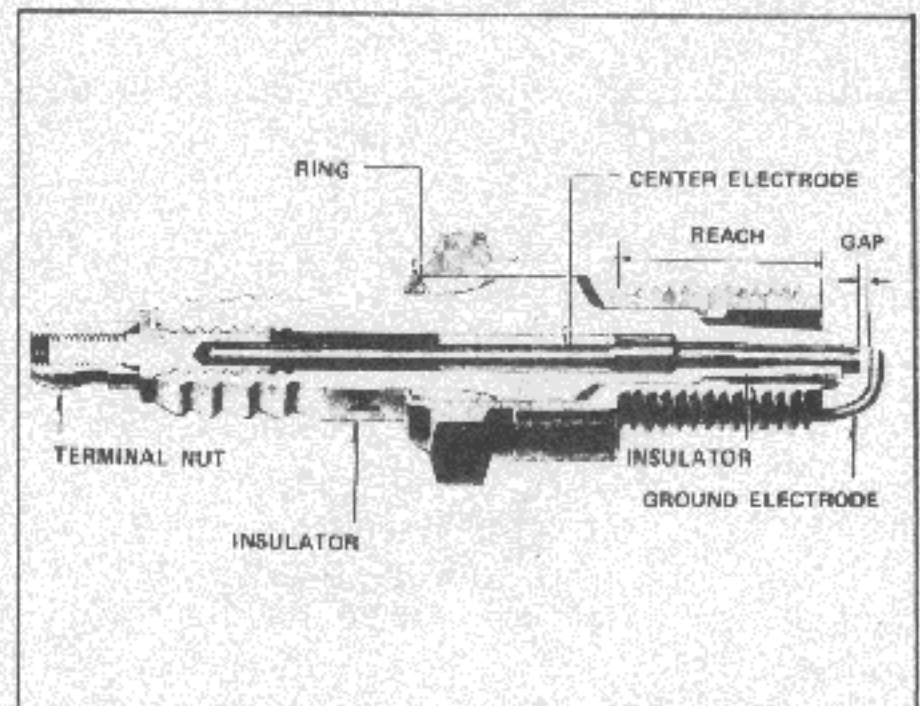 RING
CENTER ELECTRODE
REACH
GAP
TERMINAL NUT
INSULATOR
GROUND ELECTRODE
INSULATOR